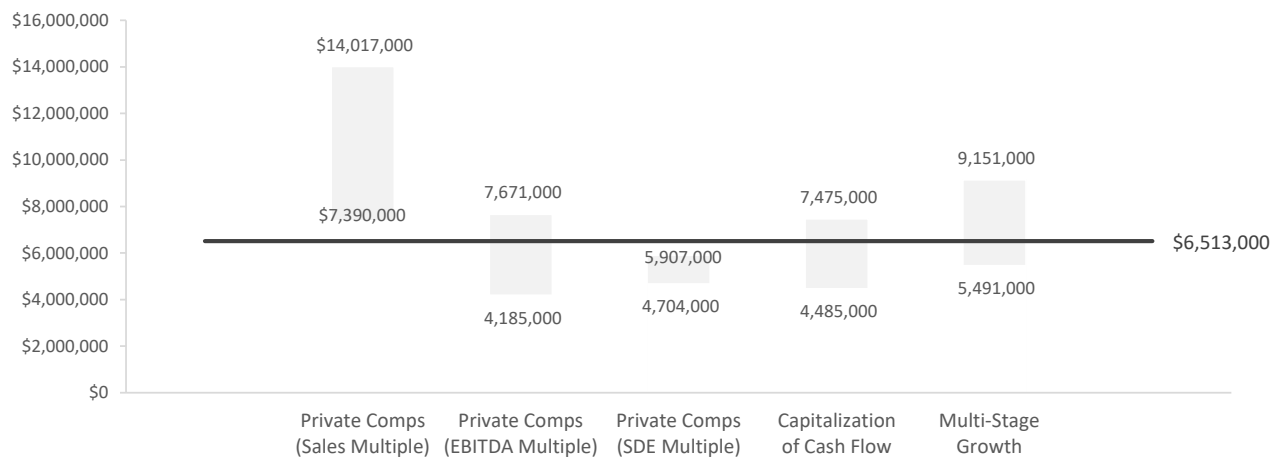 $16,000,000
$14,000,000
$12,000,000
$10,000,000
$8,000,000
$6,000,000
$4,000,000
$2,000,000
$0
$14,017,000
$7,390,000
7,671,000
4,185,000
5,907,000
4,704,000
7,475,000
4,485,000
9,151,000
5,491,000
$6,513,000
Private Comps
(Sales Multiple)
Private Comps
(EBITDA Multiple)
Private Comps
(SDE Multiple)
Capitalization
of Cash Flow
Multi-Stage
Growth